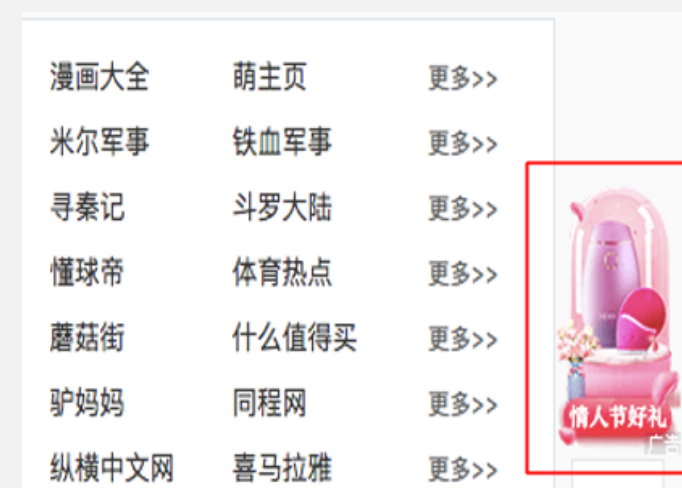 漫画大全 萌主页 更多>>
米尔军事 铁血军事 更多>>
寻秦记 斗罗大陆 更多>>
懂球帝 体育热点 更多>>
蘑菇街 什么值得买 更多>>
驴妈妈 同程网 更多>>
纵横中文网 喜马拉雅 更多>>
情人节好礼
广告